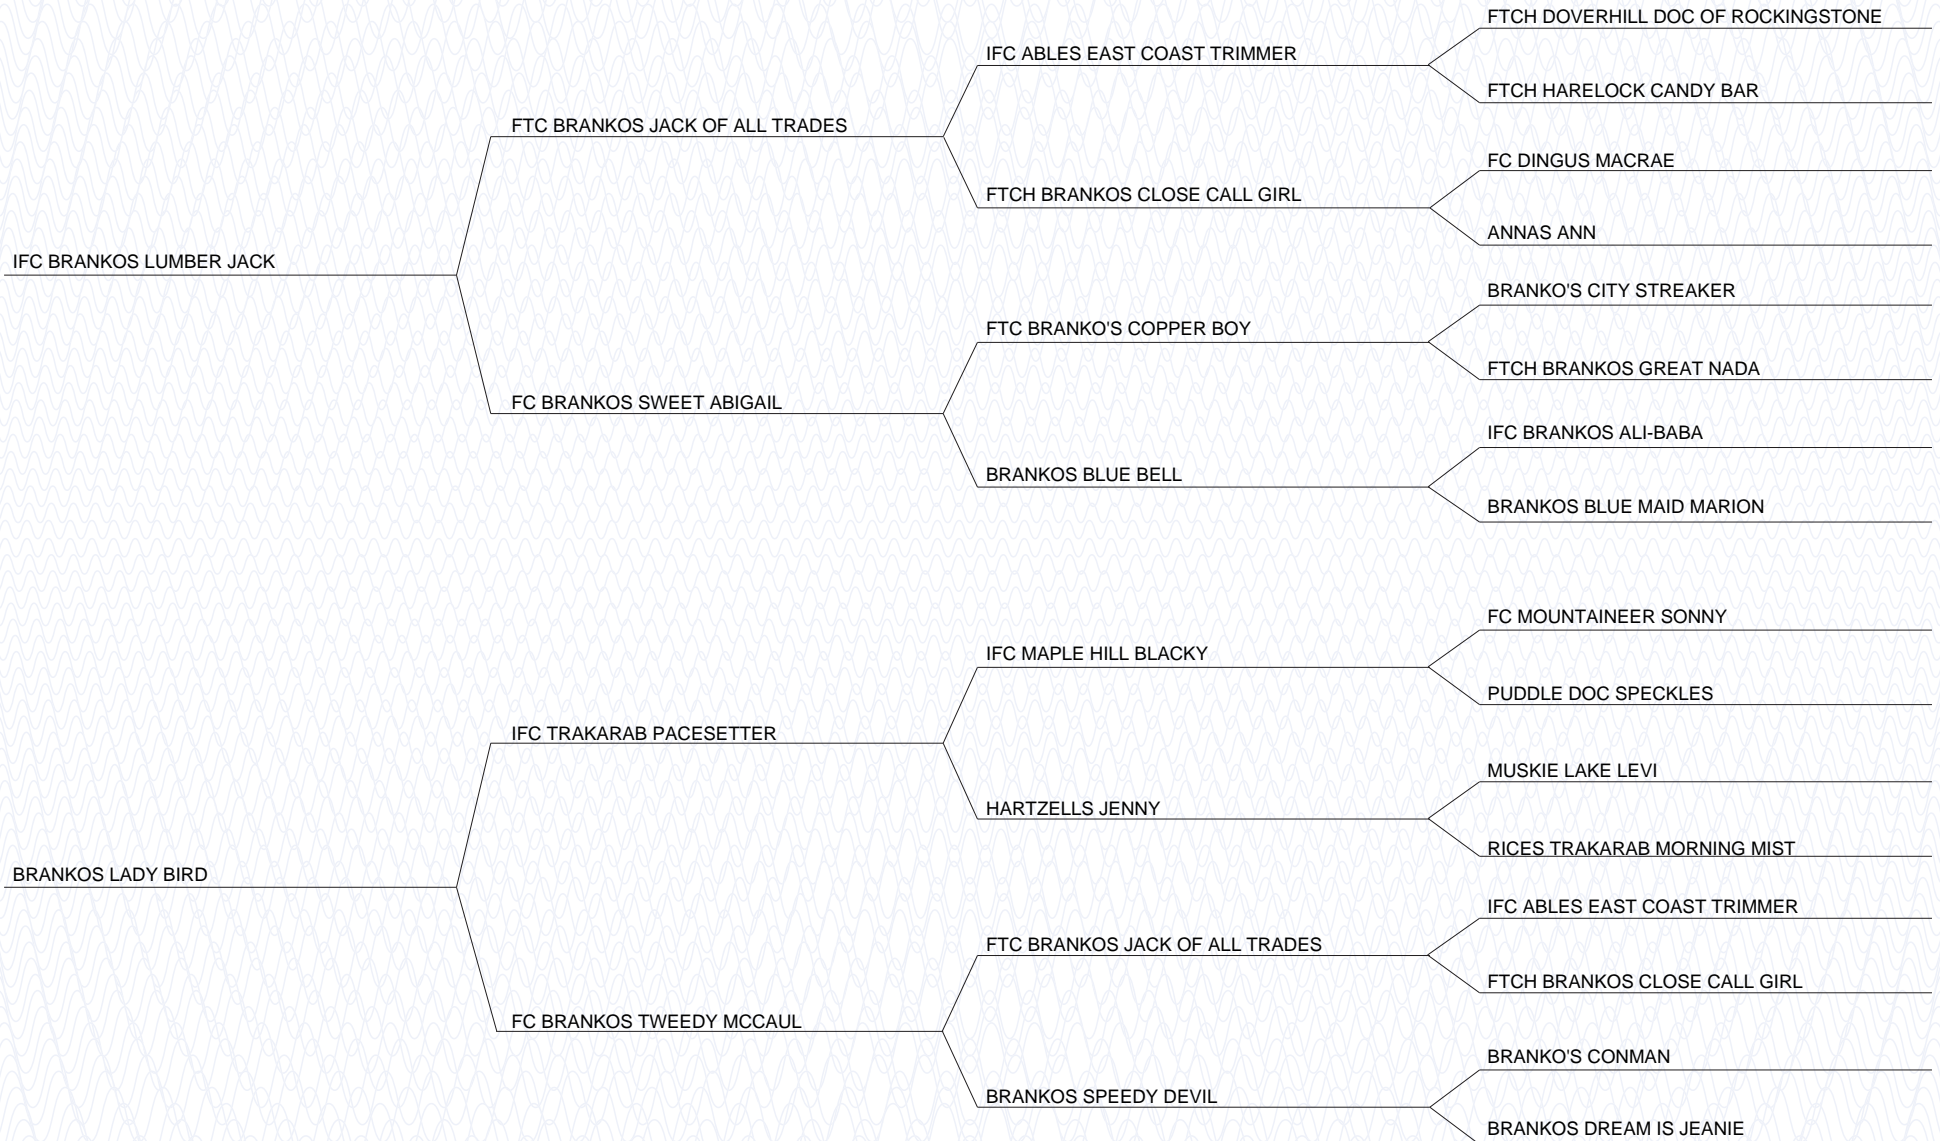 FTCH DOVERHILL DOC OF ROCKINGSTONE
IFC ABLES EAST COAST TRIMMER
FTCH HARELOCK CANDY BAR
FTC BRANKOS JACK OF ALL TRADES
FC DINGUS MACRAE
FTCH BRANKOS CLOSE CALL GIRL
ANNAS ANN
IFC BRANKOS LUMBER JACK
BRANKO'S CITY STREAKER
FTC BRANKO'S COPPER BOY
FTCH BRANKOS GREAT NADA
FC BRANKOS SWEET ABIGAIL
IFC BRANKOS ALI-BABA
BRANKOS BLUE BELL
BRANKOS BLUE MAID MARION
FC MOUNTAINEER SONNY
IFC MAPLE HILL BLACKY
PUDDLE DOC SPECKLES
IFC TRAKARAB PACESETTER
MUSKIE LAKE LEVI
HARTZELLS JENNY
RICES TRAKARAB MORNING MIST
BRANKOS LADY BIRD
IFC ABLES EAST COAST TRIMMER
FTC BRANKOS JACK OF ALL TRADES
FTCH BRANKOS CLOSE CALL GIRL
FC BRANKOS TWEEDY MCCAUL
BRANKO'S CONMAN
BRANKOS SPEEDY DEVIL
BRANKOS DREAM IS JEANIE